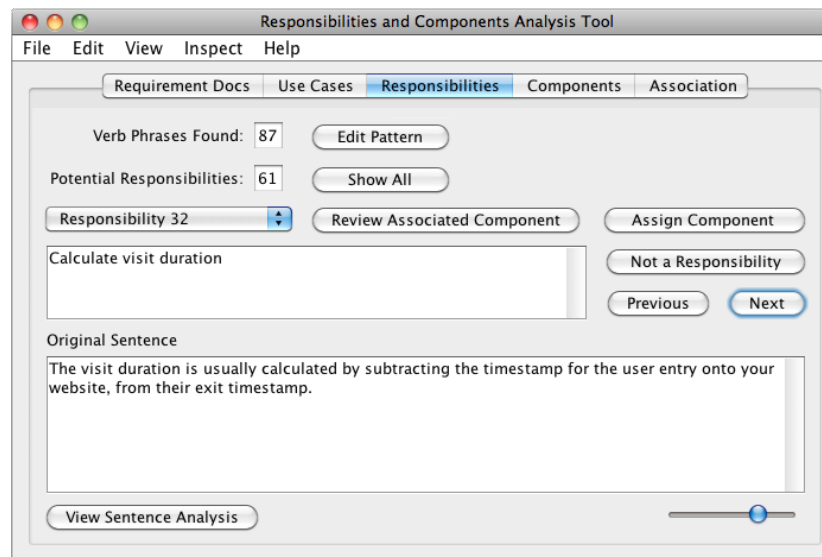 Responsibilities and Components Analysis Tool
File Edit View Inspect Help
Requirement Docs Use Cases Responsibilities Components Association
Verb Phrases Found: 87 Edit Pattern
Potential Responsibilities: 61 Show All
Responsibility 32 Review Associated Component Assign Component
Calculate visit duration
Not a Responsibility
Previous Next
Original Sentence
The visit duration is usually calculated by subtracting the timestamp for the user entry onto your
website, from their exit timestamp.
View Sentence Analysis